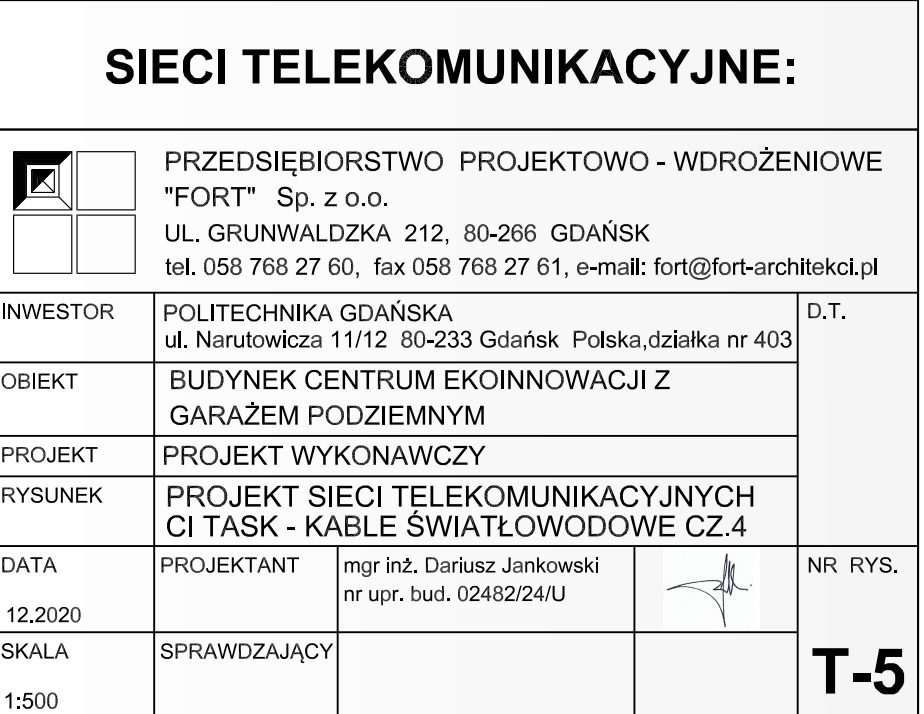 SIECI TELEKOMUNIKACYJNE:
PRZEDSIĘBIORSTWO PROJEKTOWO - WDROŻENIOWE
"FORT" Sp. z o.o.
UL. GRUNWALDZKA 212, 80-266 GDAŃSK
tel. 058 768 27 60, fax 058 768 27 61, e-mail: fort@fort-architekci.pl
INWESTOR
POLITECHNIKA GDAŃSKA
ul. Narutowicza 11/12 80-233 Gdańsk Polska,działka nr 403
D.T.
OBIEKT
BUDYNEK CENTRUM EKOINNOWACJI Z
GARAŻEM PODZIEMNYM
PROJEKT
PROJEKT WYKONAWCZY
RYSUNEK
PROJEKT SIECI TELEKOMUNIKACYJNYCH
CI TASK - KABLE ŚWIATŁOWODOWE CZ.4
DATA
12.2020
PROJEKTANT
mgr inż. Dariusz Jankowski
nr upr. bud. 02482/24/U
NR RYS.
SKALA
1:500
SPRAWDZAJĄCY
T-5